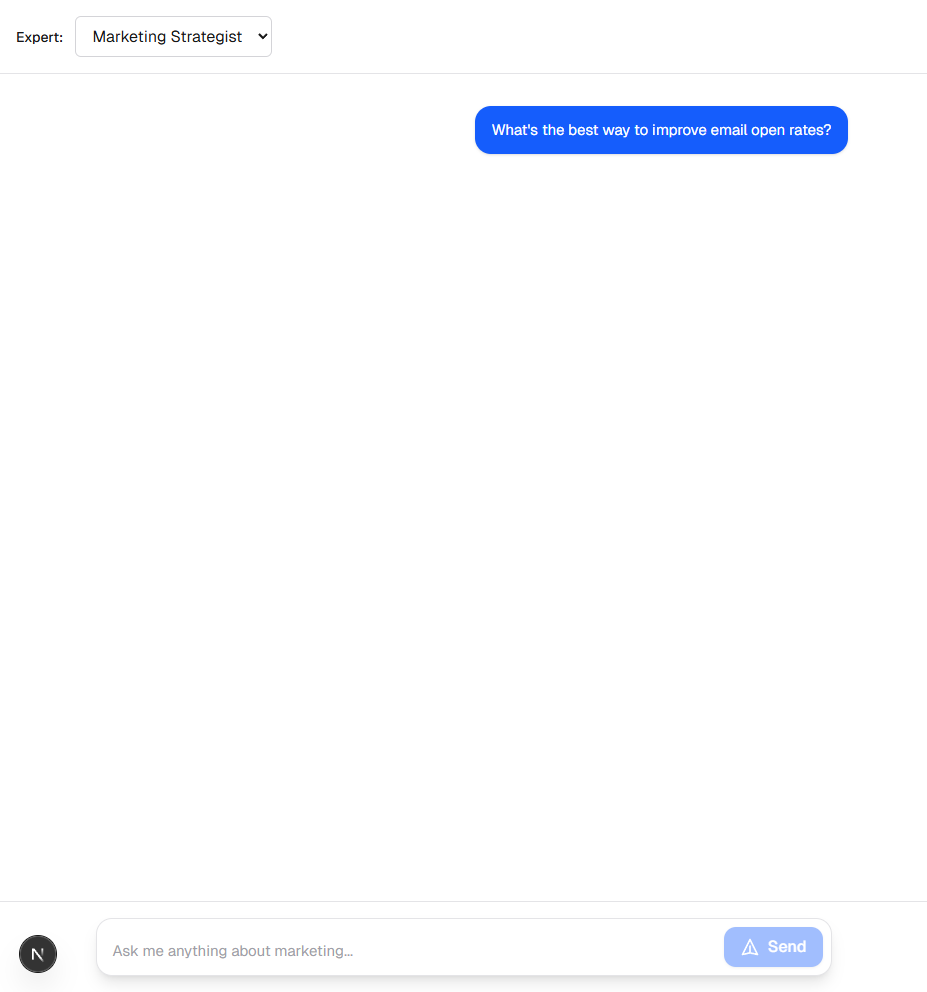 Expert:
Marketing Strategist
What's the best way to improve email open rates?
Ask me anything about marketing...
Send
N